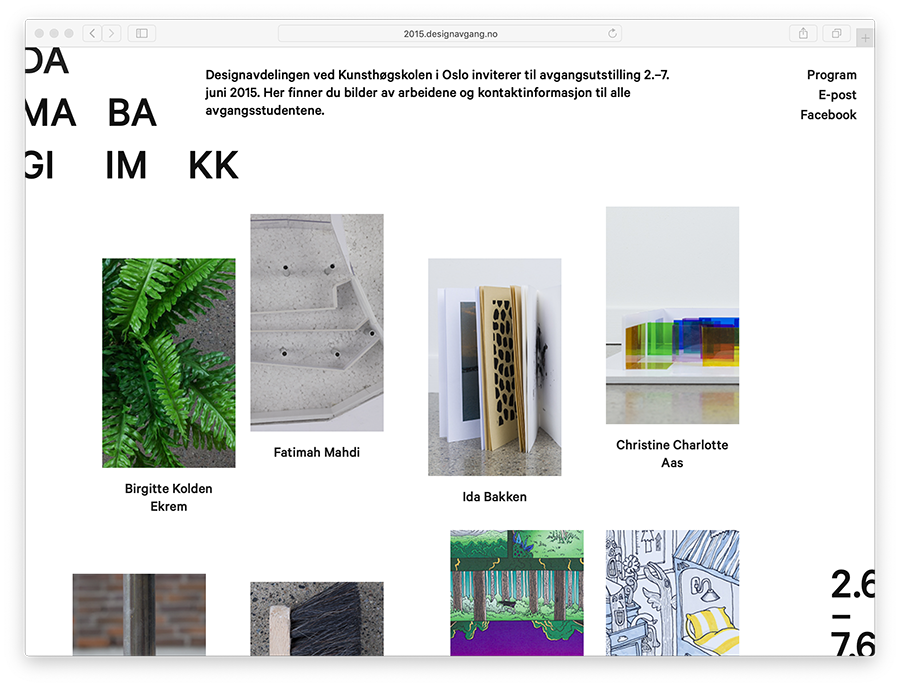 2015.designavgang.no
DA
MA BA
GI IM KK
Designavdelingen ved Kunsthøgskolen i Oslo inviterer til avgangsutstilling 2.–7.
juni 2015. Her finner du bilder av arbeidene og kontaktinformasjon til alle
avgangsstudentene.
Program
E-post
Facebook
Birgitte Kolden
Ekrem
Fatimah Mahdi
Ida Bakken
Christine Charlotte
Aas
2.6
–
7.6